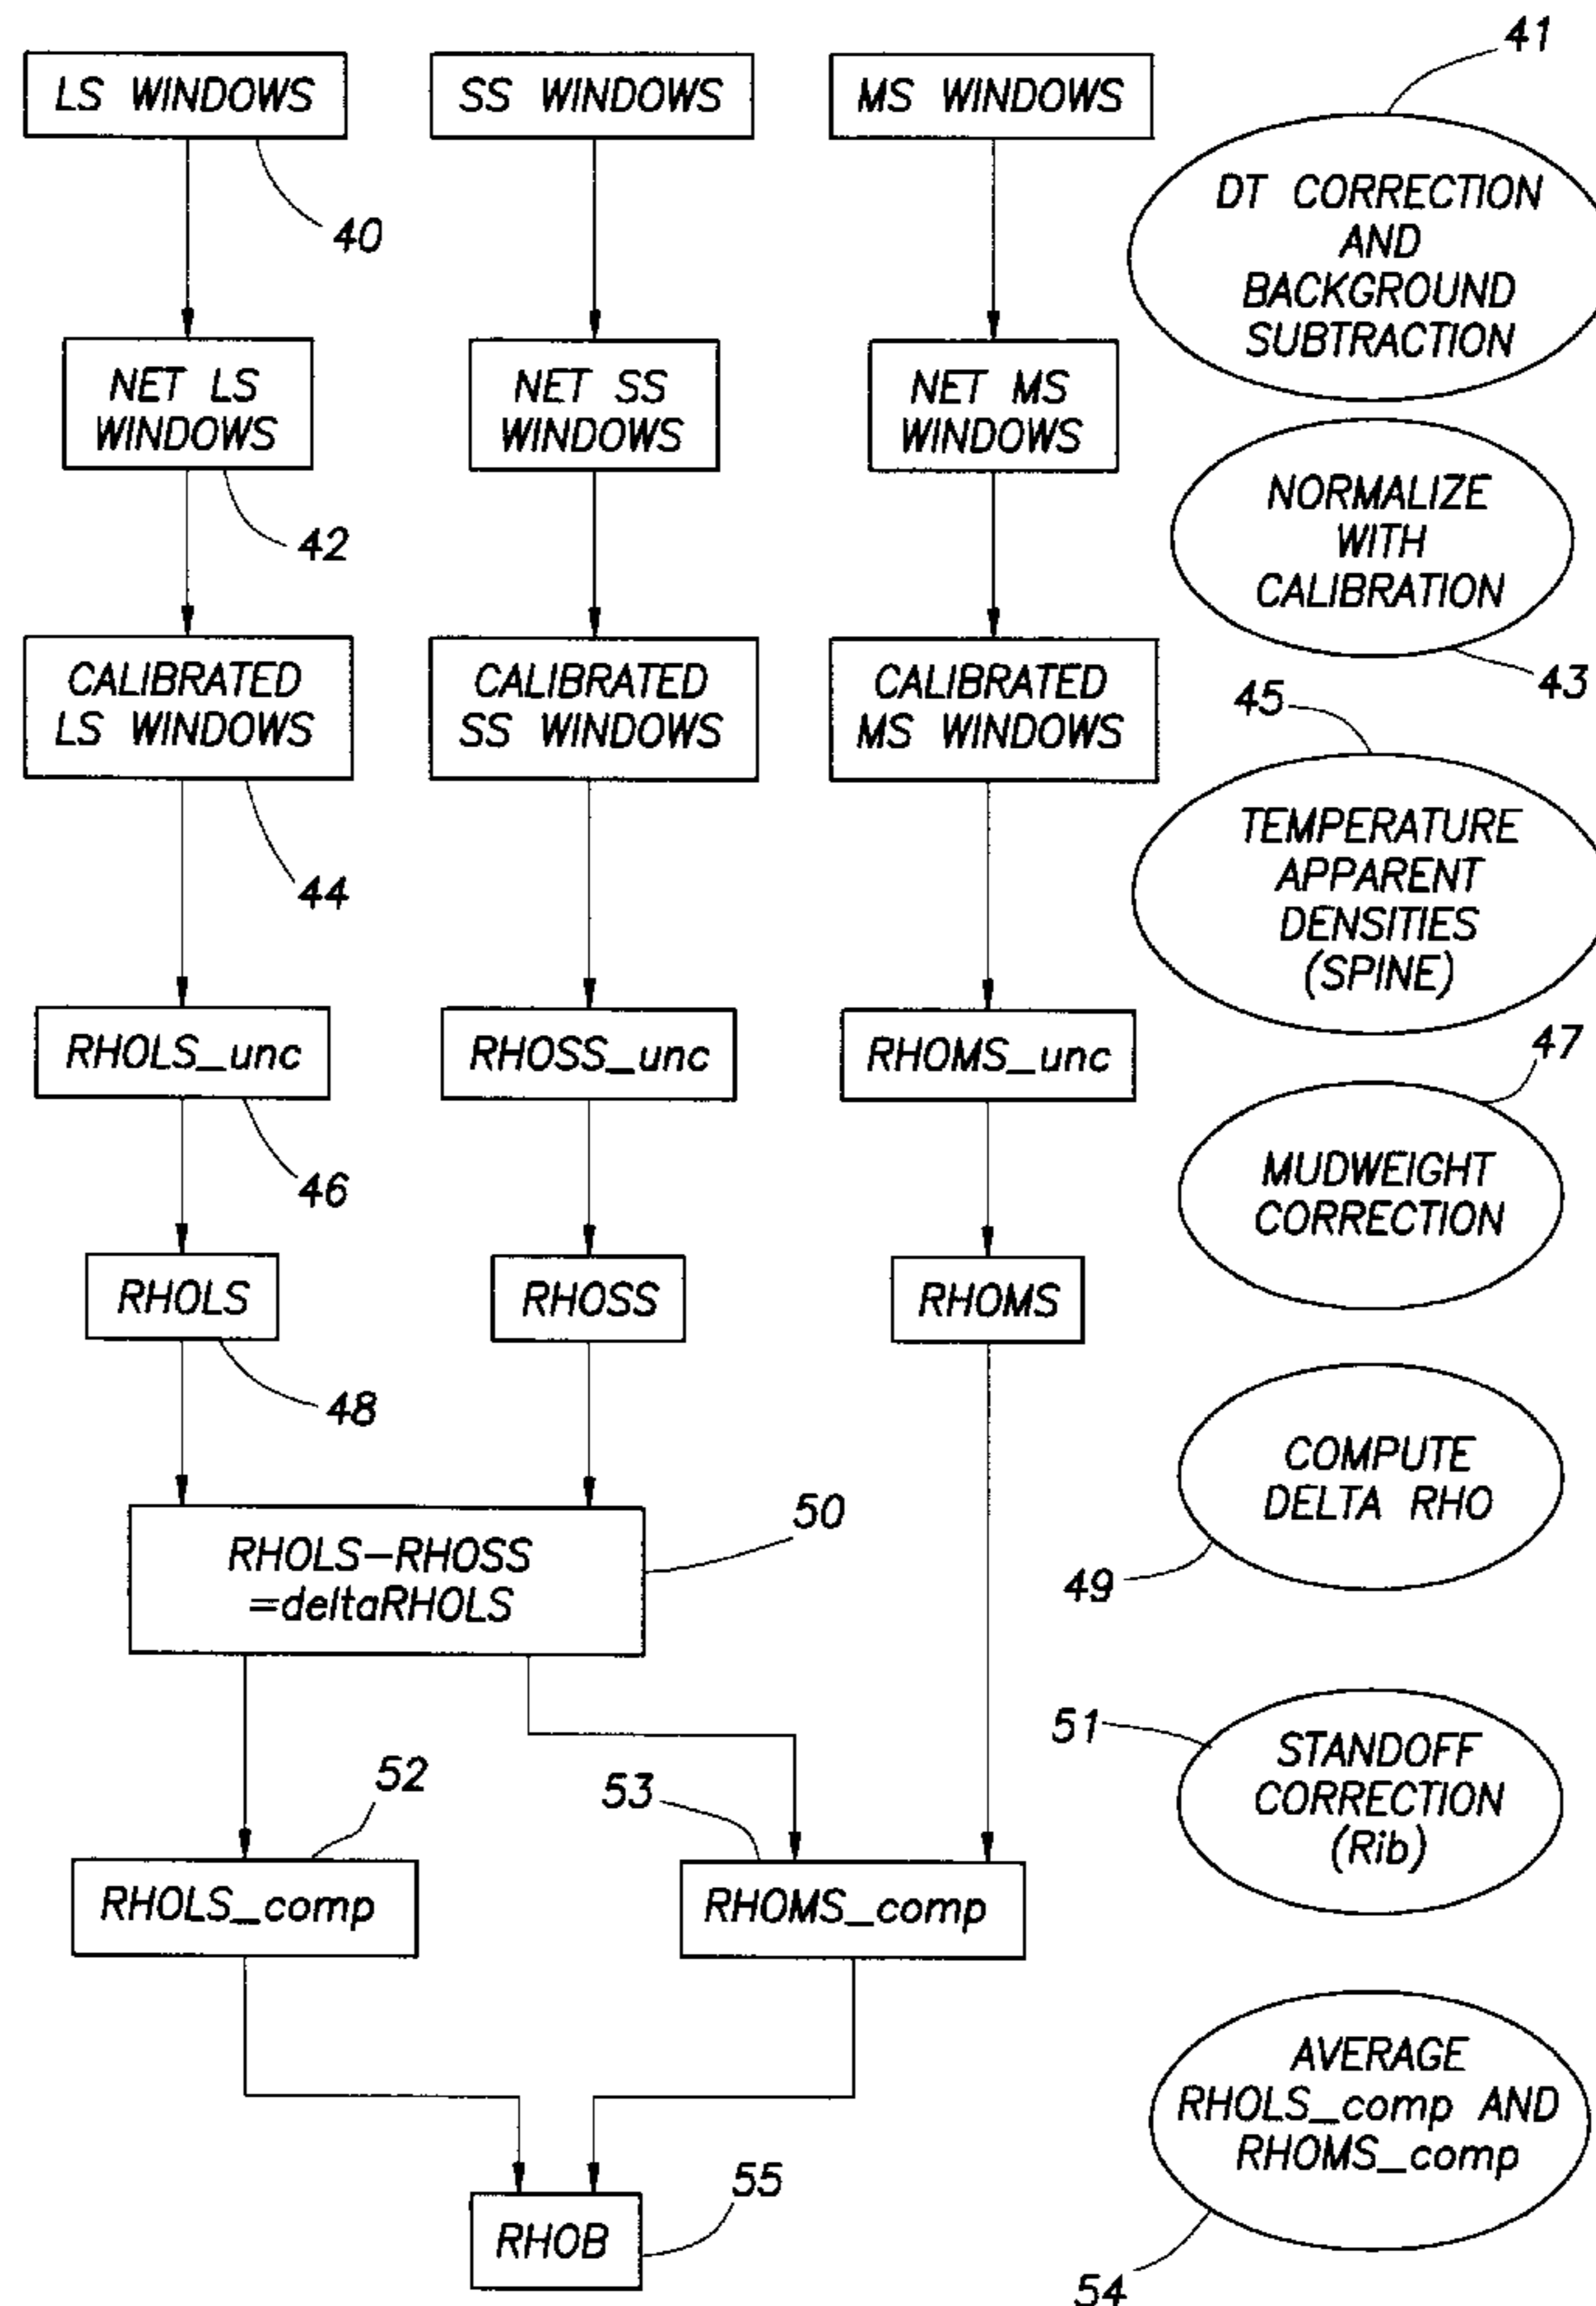 41
LS WINDOWS
SS WINDOWS
MS WINDOWS
40
DT CORRECTION
AND
BACKGROUND
SUBTRACTION
NET LS
WINDOWS
NET SS
WINDOWS
NET MS
WINDOWS
42
NORMALIZE
WITH
CALIBRATION
43
CALIBRATED
LS WINDOWS
CALIBRATED
SS WINDOWS
CALIBRATED
MS WINDOWS
44
45
TEMPERATURE
APPARENT
DENSITIES
(SPINE)
RHOLS_unc
RHOSS_unc
RHOMS_unc
46
47
MUDWEIGHT
CORRECTION
RHOLS
RHOSS
RHOMS
48
COMPUTE
DELTA RHO
49
RHOLS-RHOSS
=deltaRHOLS
50
51
STANDOFF
CORRECTION
(Rib)
52
53
RHOLS_comp
RHOMS_comp
AVERAGE
RHOLS_comp AND
RHOMS_comp
54
RHOB
55